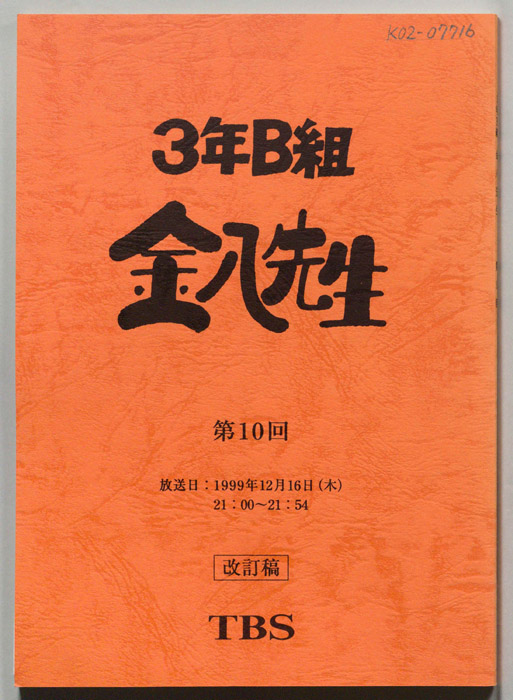 K02-07716
3年B組
金八先生
第10回
放送日：1999年12月16日(木)
21：00～21：54
改訂稿
TBS